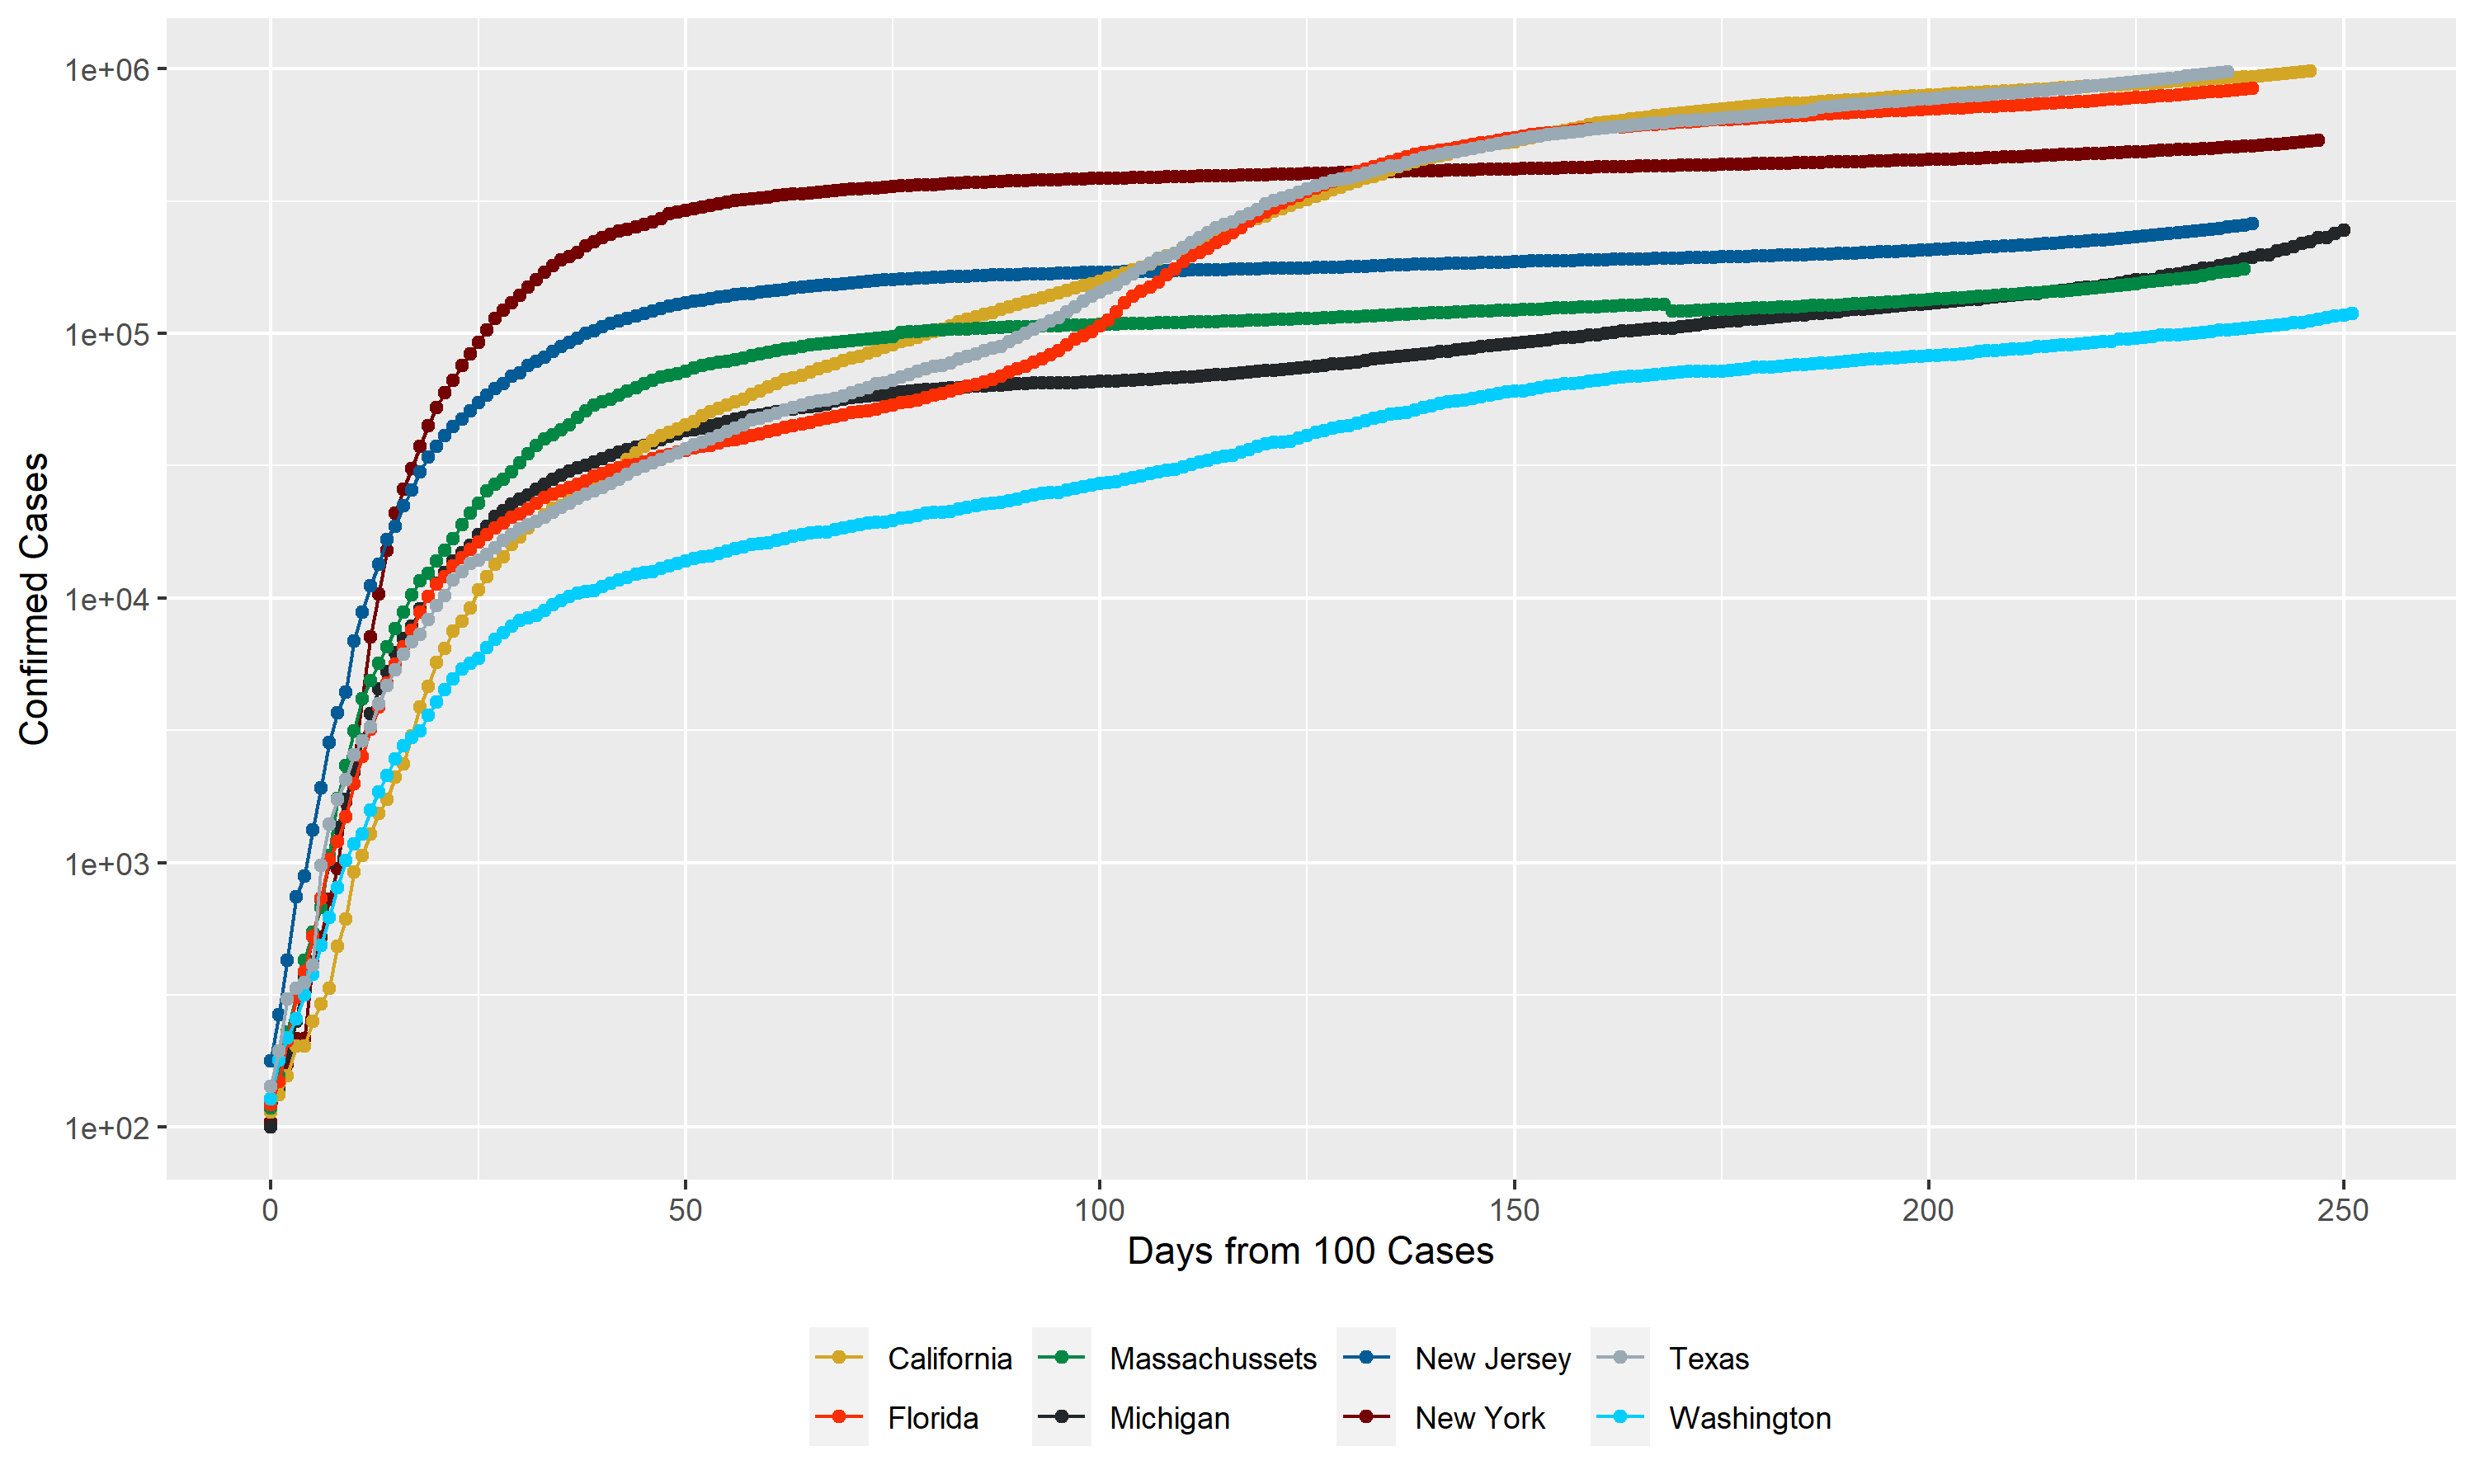 1e+06
1e+05
1e+04
1e+03
1e+02
Confirmed Cases
0 50 100 150 200 250
Days from 100 Cases
California Massachussets New Jersey Texas
Florida Michigan New York Washington